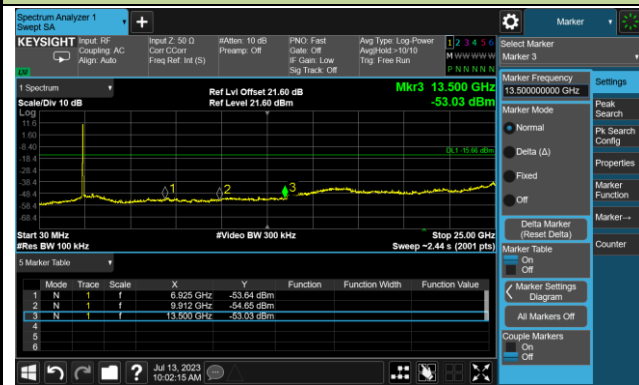 Spectrum Analyzer 1
Swept SA
+
Marker
KEYSIGHT
Input: RF
Coupling: AC
Align: Auto
Input Z: 50 Ω
Corr CCorr
Freq Ref: Int (S)
#Atten: 10 dB
Preamp: Off
PNO: Fast
Gate: Off
IF Gain: Low
Sig Track: Off
Avg Type: Log-Power
Avg|Hold:>10/10
Trig: Free Run
1 2 3 4 5 6
M W W W W W
P N N N N N
Select Marker
Marker 3
1 Spectrum
Scale/Div 10 dB
Log
Ref Lvl Offset 21.60 dB
Ref Level 21.60 dBm
Mkr3 13.500 GHz
-53.03 dBm
11.6
1.60
-8.40
-18.4
-28.4
-38.4
-48.4
-58.4
-68.4
DL1 -15.66 dBm
1
2
3
Start 30 MHz
#Res BW 100 kHz
#Video BW 300 kHz
Stop 25.00 GHz
Sweep ~2.44 s (2001 pts)
5 Marker Table
Mode Trace Scale X Y Function Function Width Function Value
1 N 1 f 6.925 GHz -53.64 dBm
2 N 1 f 9.912 GHz -54.65 dBm
3 N 1 f 13.500 GHz -53.03 dBm
4
5
6
Marker Frequency
13.500000000 GHz
Marker Mode
Normal
Delta (Δ)
Fixed
Off
Delta Marker
(Reset Delta)
Marker Table
On
Off
Marker Settings
Diagram
All Markers Off
Couple Markers
On
Off
Settings
Peak
Search
Pk Search
Config
Properties
Marker
Function
Marker→
Counter
?
Jul 13, 2023
10:02:15 AM